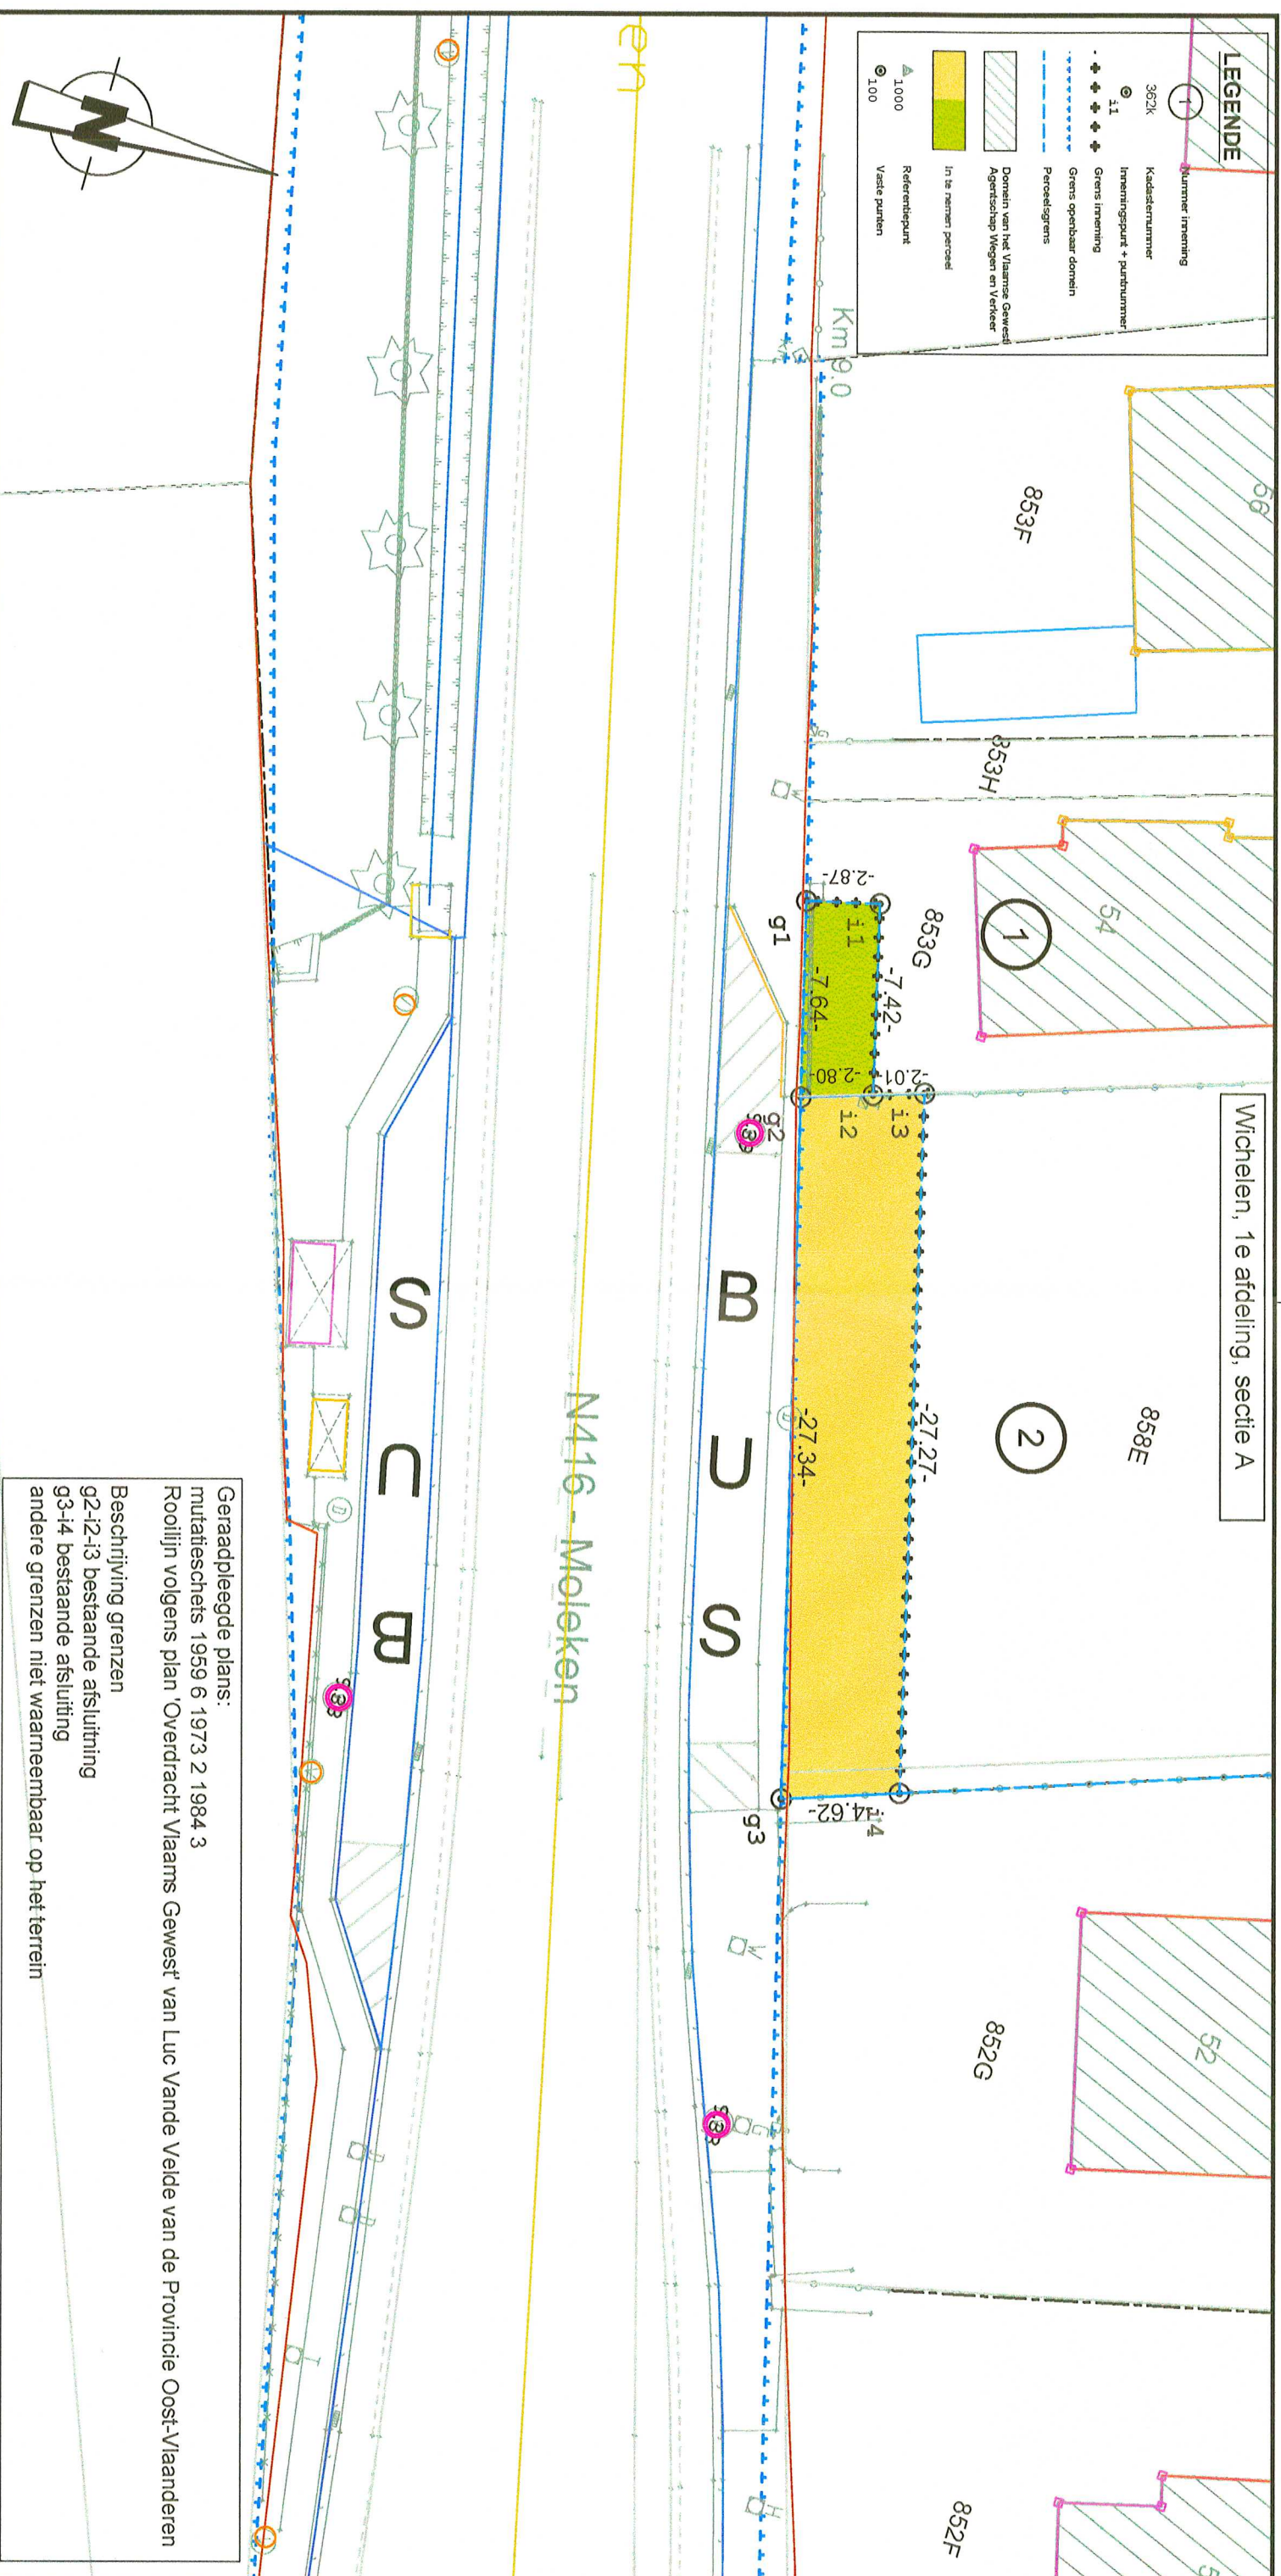 LEGENDE
1 Nummer inneming
362k Kadasternummer
i1 Innemingspunt + puntnummer
Grens inneming
Grens openbaar domein
Perceelsgrens
Domein van het Vlaamse Gewest/
Agentschap Wegen en Verkeer
In te nemen perceel
1000 Referentiepunt
100 Vaste punten
Wichelen, 1e afdeling, sectie A
66
54
52
853F
853H
853G
858E
852G
852F
1
2
Km 9.0
-2.87-
i1
-7.42-
-7.64-
-2.80-
-2.01-
i2
i3
g1
g2
-27.27-
-27.34-
i4
g3
W
G
W
H
en
B U S
N416 - Moleken
B U S
D
D
I
N
Geraadpleegde plans:
mutatieschets 1959 6 1973 2 1984 3
Rooilijn volgens plan 'Overdracht Vlaams Gewest' van Luc Vande Velde van de Provincie Oost-Vlaanderen
Beschrijving grenzen
g2-i2-i3 bestaande afsluitning
g3-i4 bestaande afsluiting
andere grenzen niet waarneembaar op het terrein